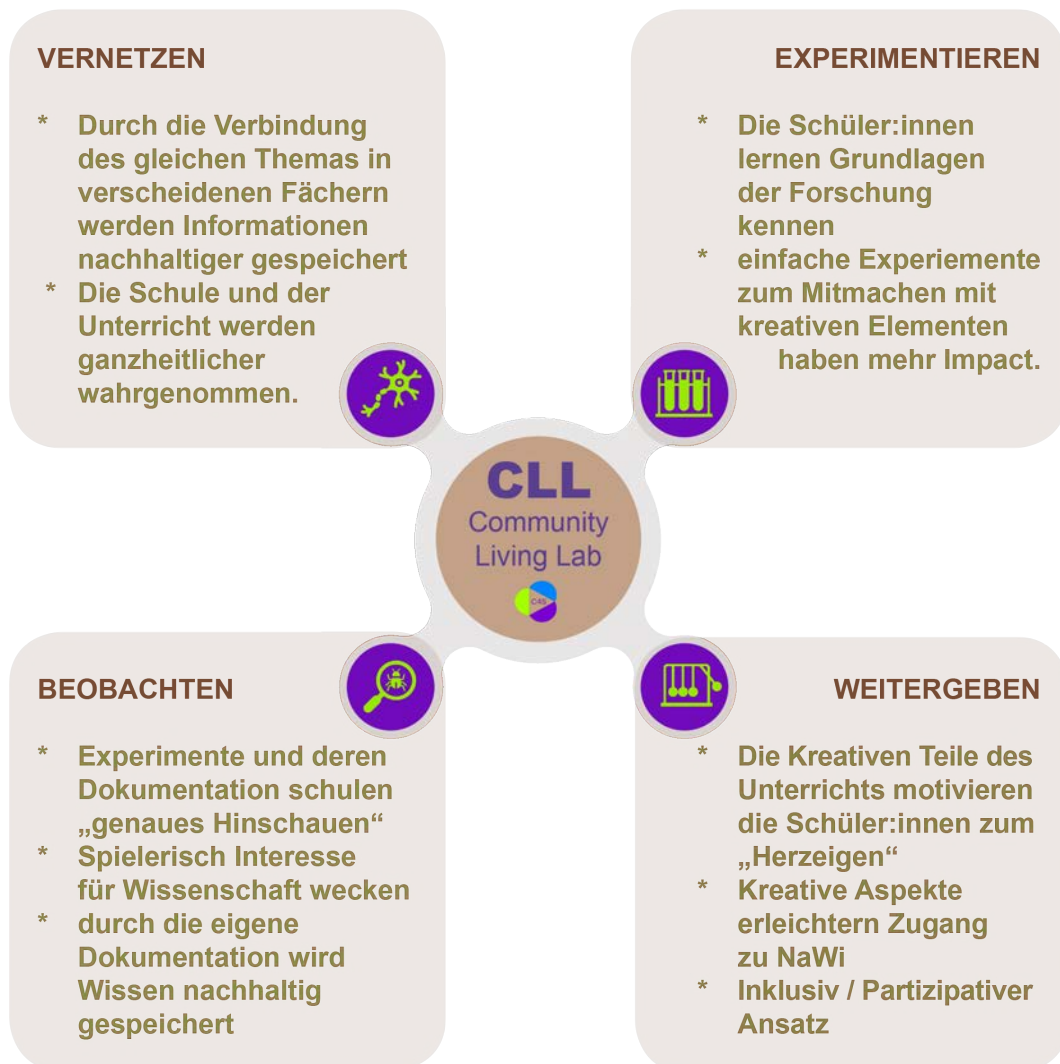 VERNETZEN
* Durch die Verbindung
des gleichen Themas in
verscheidenen Fächern
werden Informationen
nachhaltiger gespeichert
* Die Schule und der
Unterricht werden
ganzheitlicher
wahrgenommen.
EXPERIMENTIEREN
* Die Schüler:innen
lernen Grundlagen
der Forschung
kennen
* einfache Experiemente
zum Mitmachen mit
kreativen Elementen
haben mehr Impact.
CLL
Community
Living Lab
C4S
BEOBACHTEN
* Experimente und deren
Dokumentation schulen
„genaues Hinschauen“
* Spielerisch Interesse
für Wissenschaft wecken
* durch die eigene
Dokumentation wird
Wissen nachhaltig
gespeichert
WEITERGEBEN
* Die Kreativen Teile des
Unterrichts motivieren
die Schüler:innen zum
„Herzeigen“
* Kreative Aspekte
erleichtern Zugang
zu NaWi
* Inklusiv / Partizipativer
Ansatz